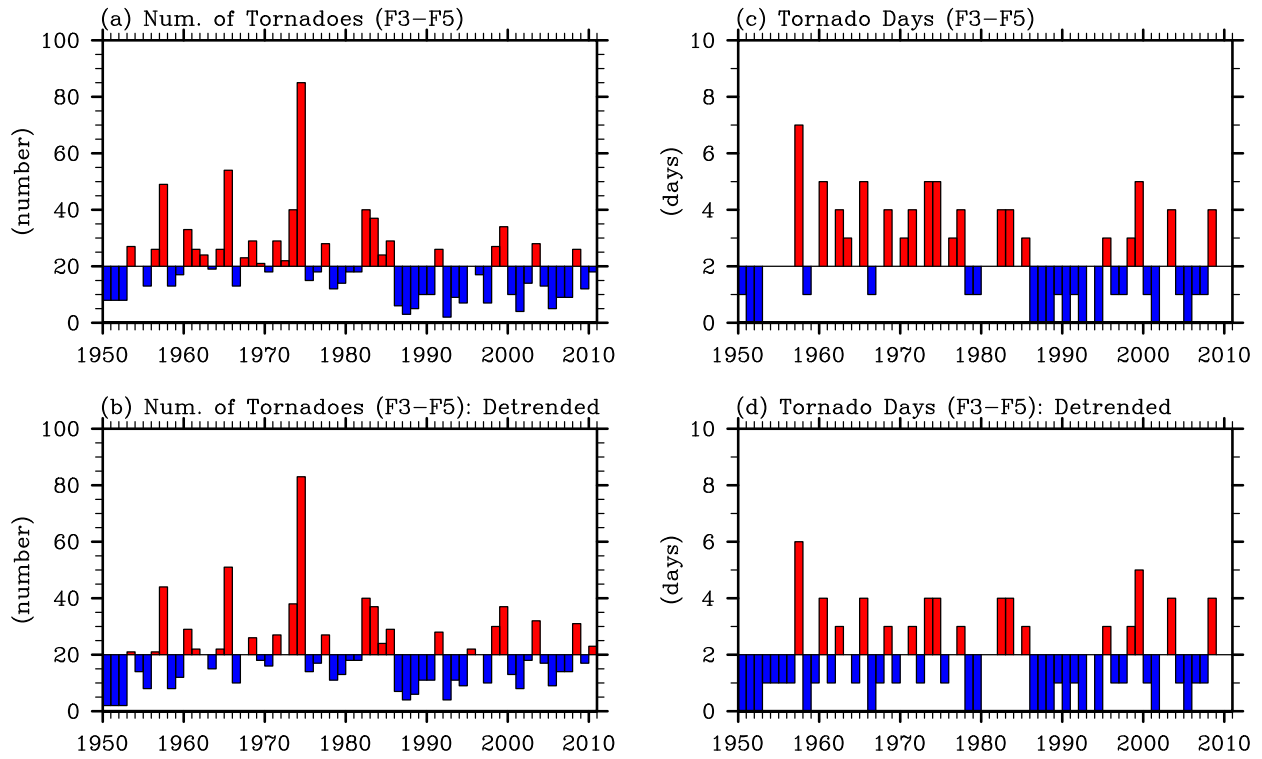 (a) Num. of Tornadoes (F3−F5)
100
80
60
40
20
0
(number)
1950 1960 1970 1980 1990 2000 2010
(c) Tornado Days (F3−F5)
10
8
6
4
2
0
(days)
1950 1960 1970 1980 1990 2000 2010
(b) Num. of Tornadoes (F3−F5): Detrended
100
80
60
40
20
0
(number)
1950 1960 1970 1980 1990 2000 2010
(d) Tornado Days (F3−F5): Detrended
10
8
6
4
2
0
(days)
1950 1960 1970 1980 1990 2000 2010